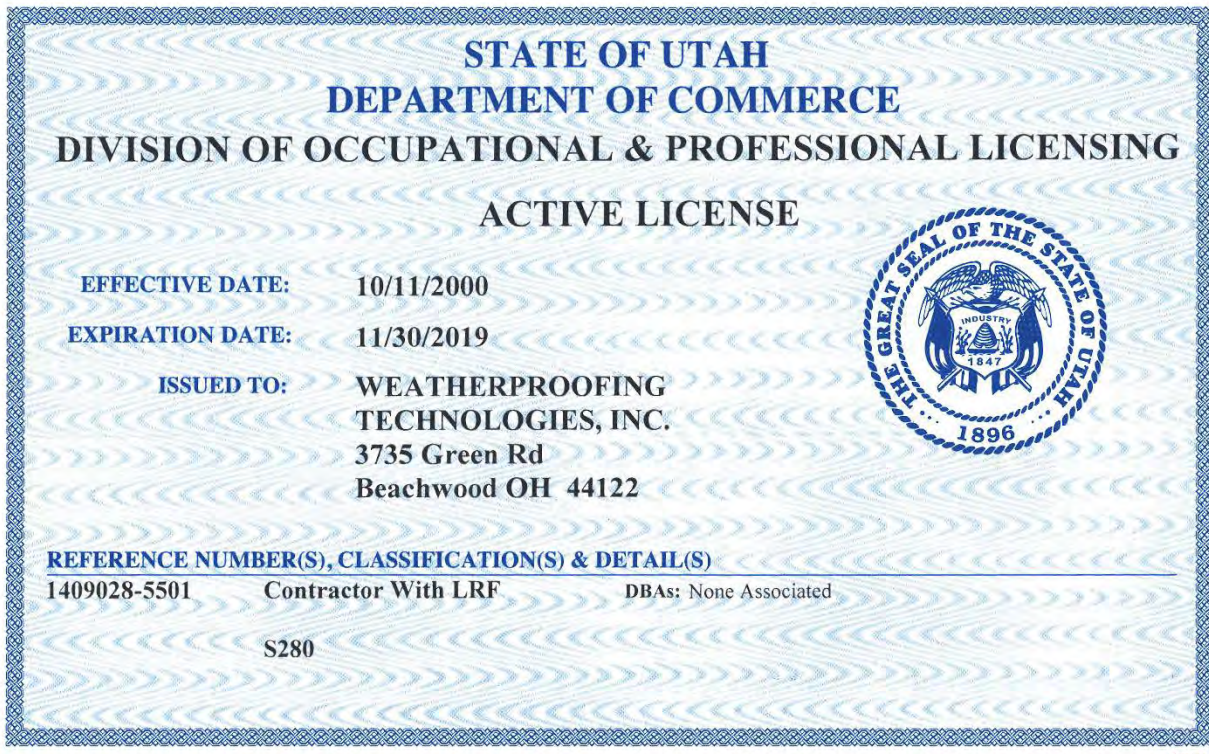 STATE OF UTAH
DEPARTMENT OF COMMERCE
DIVISION OF OCCUPATIONAL & PROFESSIONAL LICENSING
ACTIVE LICENSE
EFFECTIVE DATE: 10/11/2000
EXPIRATION DATE: 11/30/2019
ISSUED TO: WEATHERPROOFING
TECHNOLOGIES, INC.
3735 Green Rd
Beachwood OH 44122
THE GREAT SEAL OF THE STATE OF UTAH
INDUSTRY
1847
1896
REFERENCE NUMBER(S), CLASSIFICATION(S) & DETAIL(S)
1409028-5501 Contractor With LRF DBAs: None Associated
S280